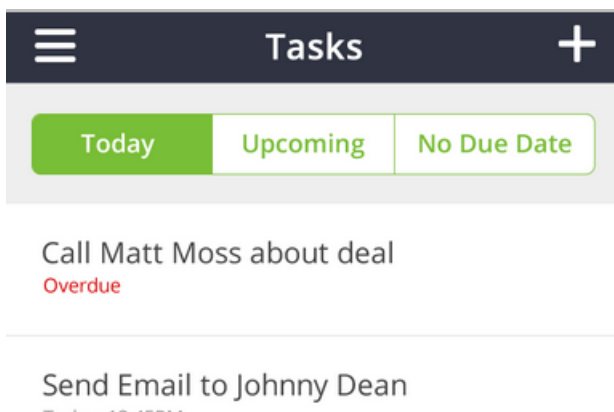 Tasks
Today Upcoming No Due Date
Call Matt Moss about deal
Overdue
Send Email to Johnny Dean